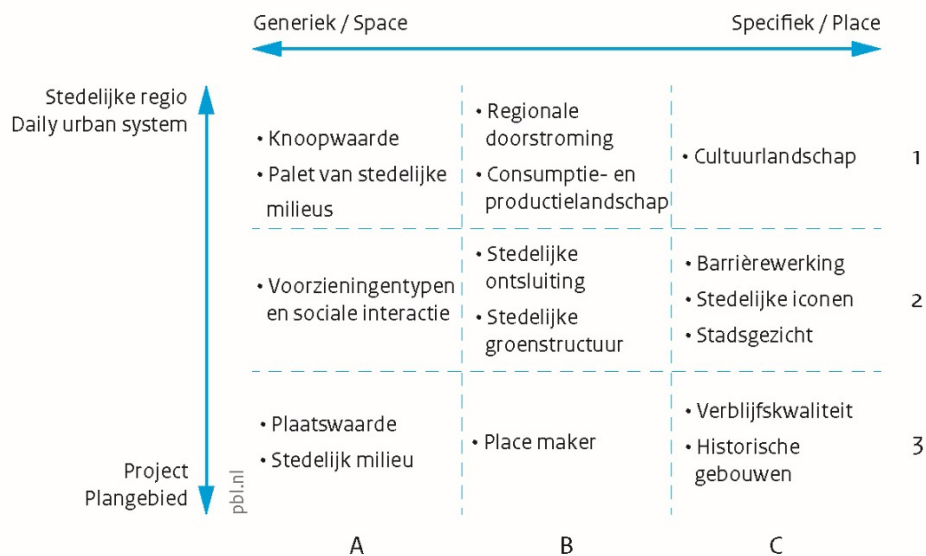 Generiek / Space
Specifiek / Place
Stedelijke regio
Daily urban system
• Knoopwaarde
• Palet van stedelijke
milieus
• Regionale
doorstroming
• Consumptie- en
productielandschap
• Cultuurlandschap
1
• Voorzieningentypen
en sociale interactie
• Stedelijke
ontsluiting
• Stedelijke
groenstructuur
• Barrièrewerking
• Stedelijke iconen
• Stadsgezicht
2
• Plaatswaarde
• Stedelijk milieu
• Place maker
• Verblijfskwaliteit
• Historische
gebouwen
3
Project
Plangebied
pbl.nl
A
B
C